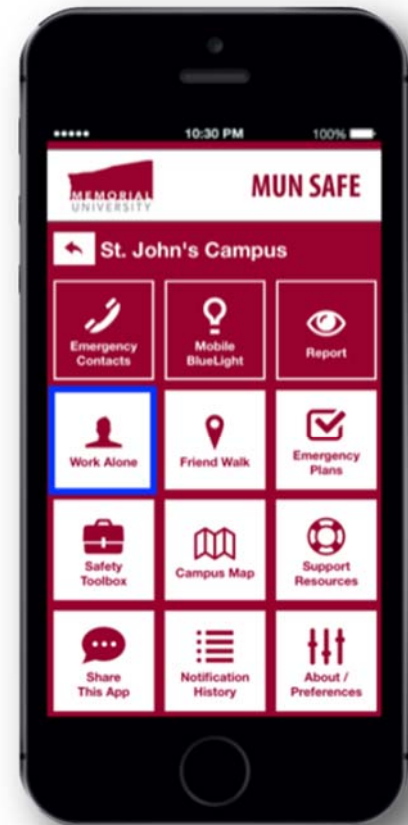 10:30 PM
100%
MEMORIAL
UNIVERSITY
MUN SAFE
St. John's Campus
Emergency
Contacts
Mobile
BlueLight
Report
Work Alone
Friend Walk
Emergency
Plans
Safety
Toolbox
Campus Map
Support
Resources
Share
This App
Notification
History
About /
Preferences